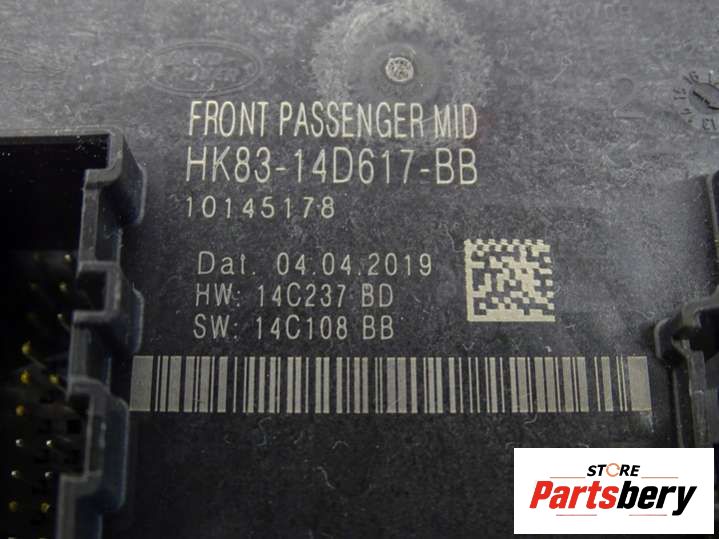 FRONT PASSENGER MID
HK83-14D617-BB
10145178
Dat. 04.04.2019
HW: 14C237 BD
SW: 14C108 BB
STORE
Partsbery